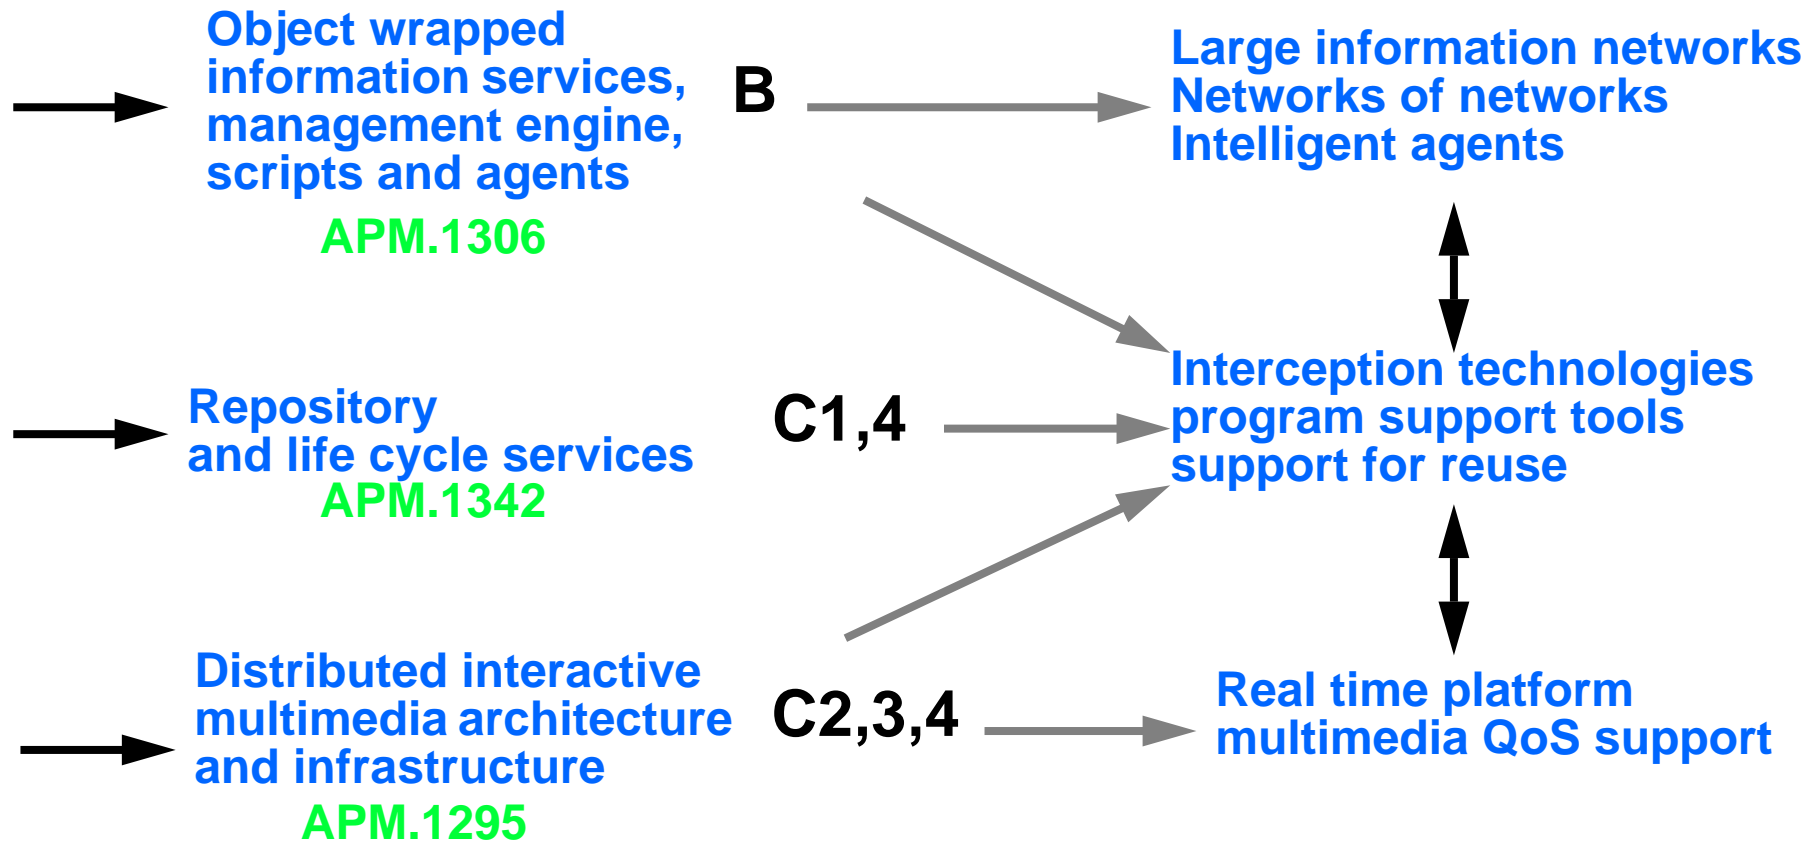 Object wrapped
information services,
management engine,
scripts and agents
APM.1306
B
Large information networks
Networks of networks
Intelligent agents
Repository
and life cycle services
APM.1342
C1,4
Interception technologies
program support tools
support for reuse
Distributed interactive
multimedia architecture
and infrastructure
APM.1295
C2,3,4
Real time platform
multimedia QoS support